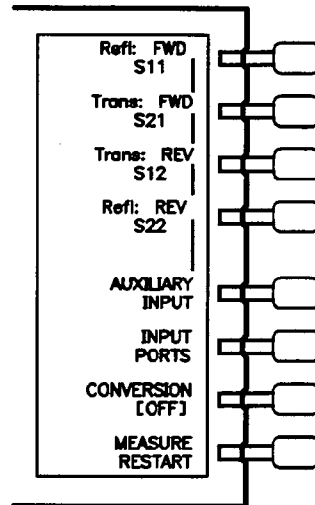 Refl: FWD
S11
Trans: FWD
S21
Trans: REV
S12
Refl: REV
S22
AUXILIARY
INPUT
INPUT
PORTS
CONVERSION
[OFF]
MEASURE
RESTART